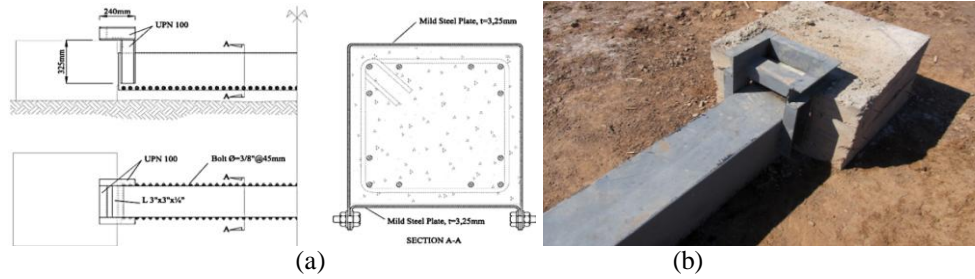 240mm
UPN 100
A
325mm
A
UPN 100
Bolt Ø=3/8"@45mm
A
L 3"x3"x¼"
A
Mild Steel Plate, t=3,25mm
Mild Steel Plate, t=3,25mm
SECTION A-A
(a)
(b)